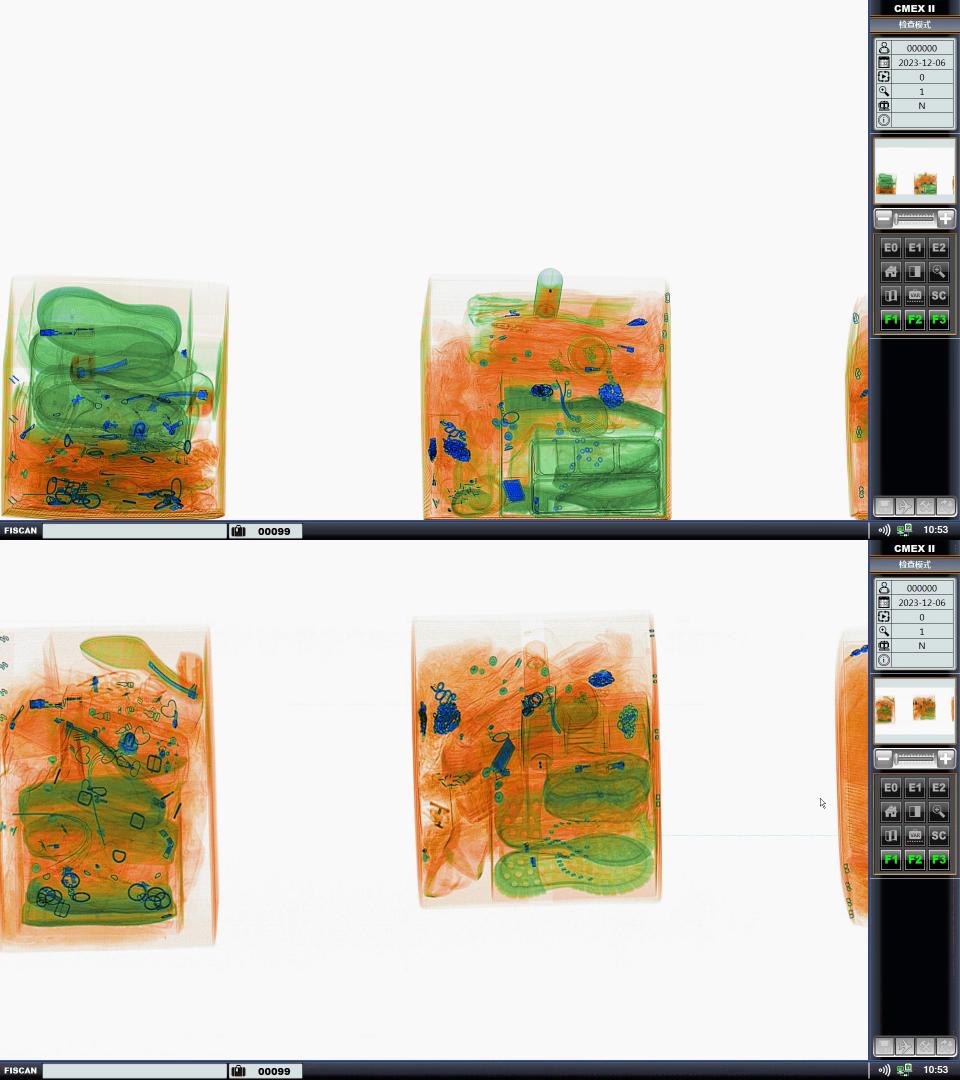 CMEX II
检查模式
000000
2023-12-06
0
1
N
E0 E1 E2
VAR SC
F1 F2 F3
FISCAN 00099 10:53
CMEX II
检查模式
000000
2023-12-06
0
1
N
E0 E1 E2
VAR SC
F1 F2 F3
FISCAN 00099 10:53